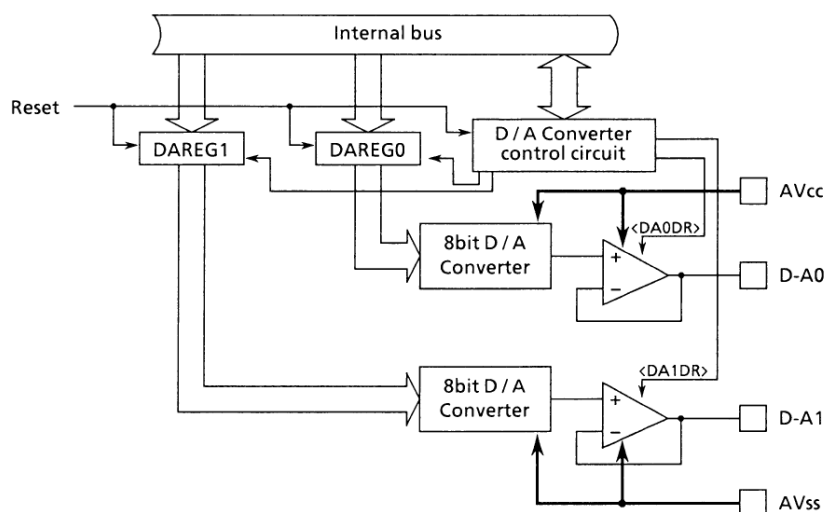 Internal bus
Reset
DAREG1
DAREG0
D / A Converter
control circuit
AVcc
<DA0DR>
8bit D / A
Converter
+
−
D-A0
<DA1DR>
8bit D / A
Converter
+
−
D-A1
AVss